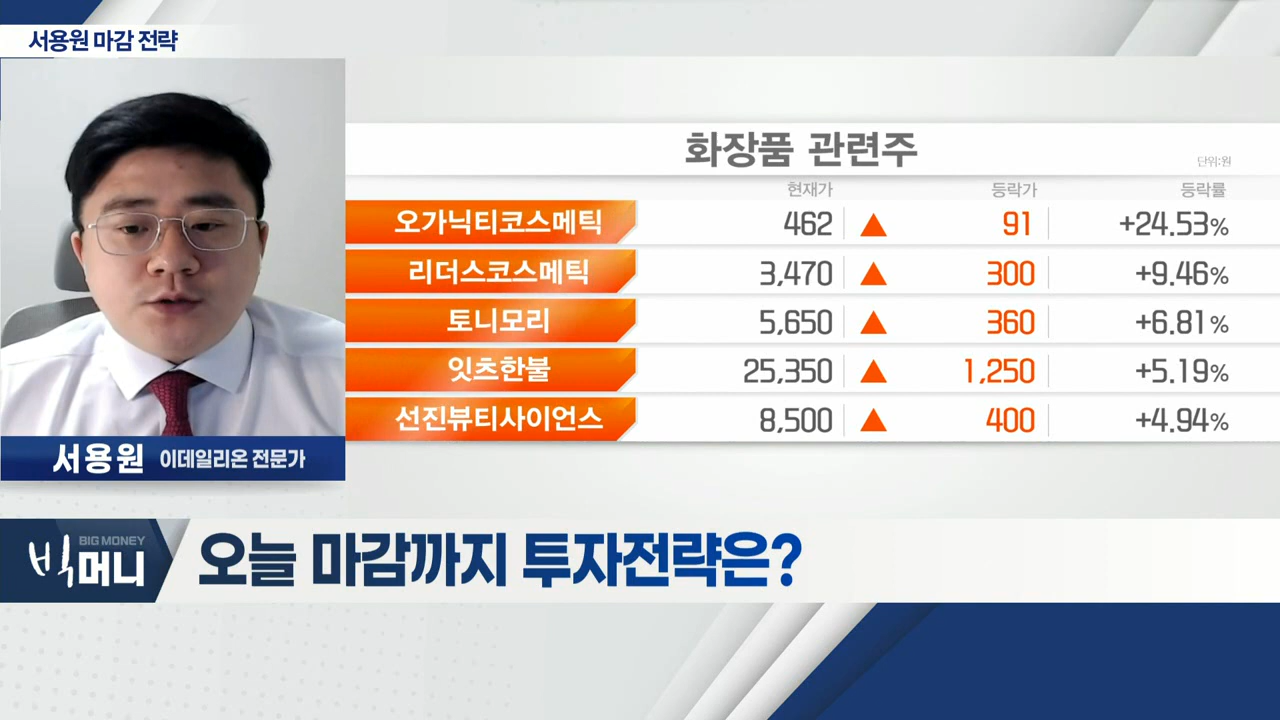 서용원 마감 전략
화장품 관련주
단위:원
현재가 등락가 등락률
오가닉티코스메틱 462 ▲ 91 +24.53%
리더스코스메틱 3,470 ▲ 300 +9.46%
토니모리 5,650 ▲ 360 +6.81%
잇츠한불 25,350 ▲ 1,250 +5.19%
선진뷰티사이언스 8,500 ▲ 400 +4.94%
서용원 이데일리온 전문가
BIG MONEY
빅머니
오늘 마감까지 투자전략은?